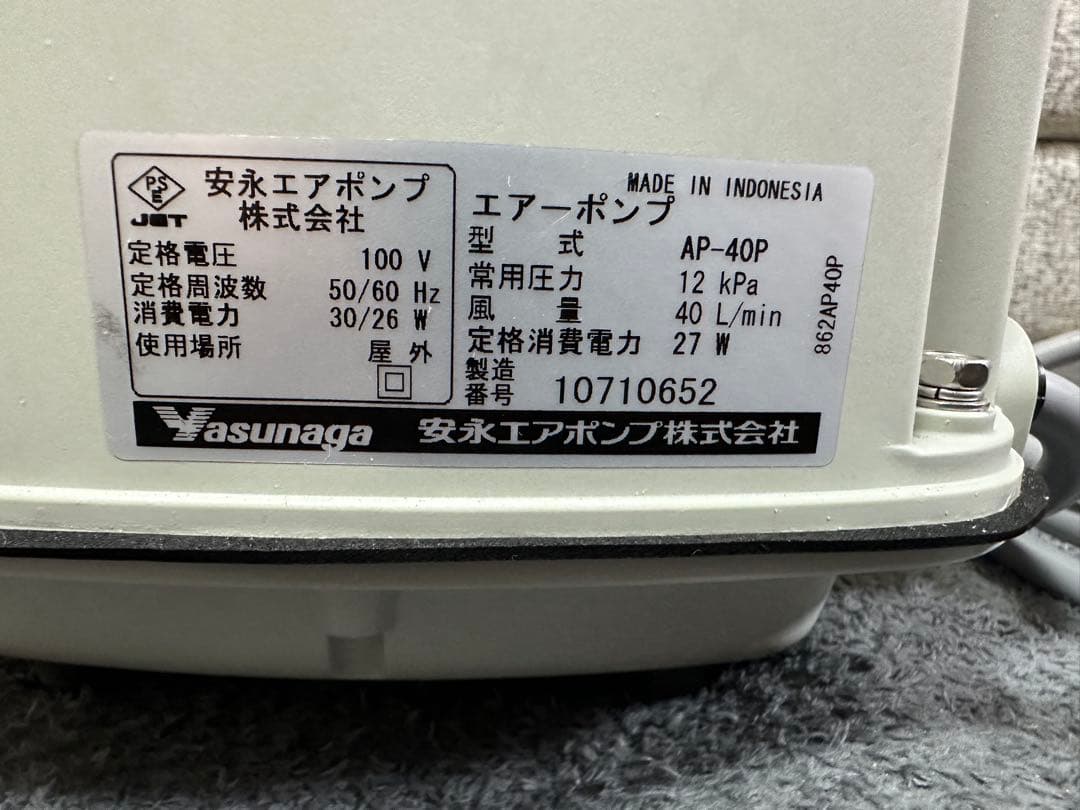 PSE
JET
安永エアポンプ
株式会社
定格電圧 100 V
定格周波数 50/60 Hz
消費電力 30/26 W
使用場所 屋外
MADE IN INDONESIA
エアーポンプ
型式 AP-40P
常用圧力 12 kPa
風量 40 L/min
定格消費電力 27 W
製造
番号 10710652
862AP40P
Yasunaga 安永エアポンプ株式会社